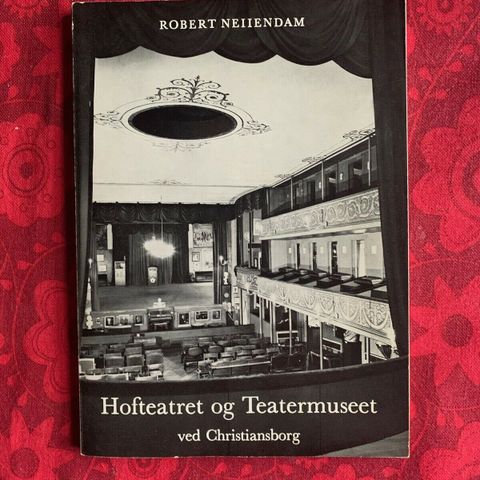 ROBERT NEIIENDAM
Hofteatret og Teatermuseet
ved Christiansborg